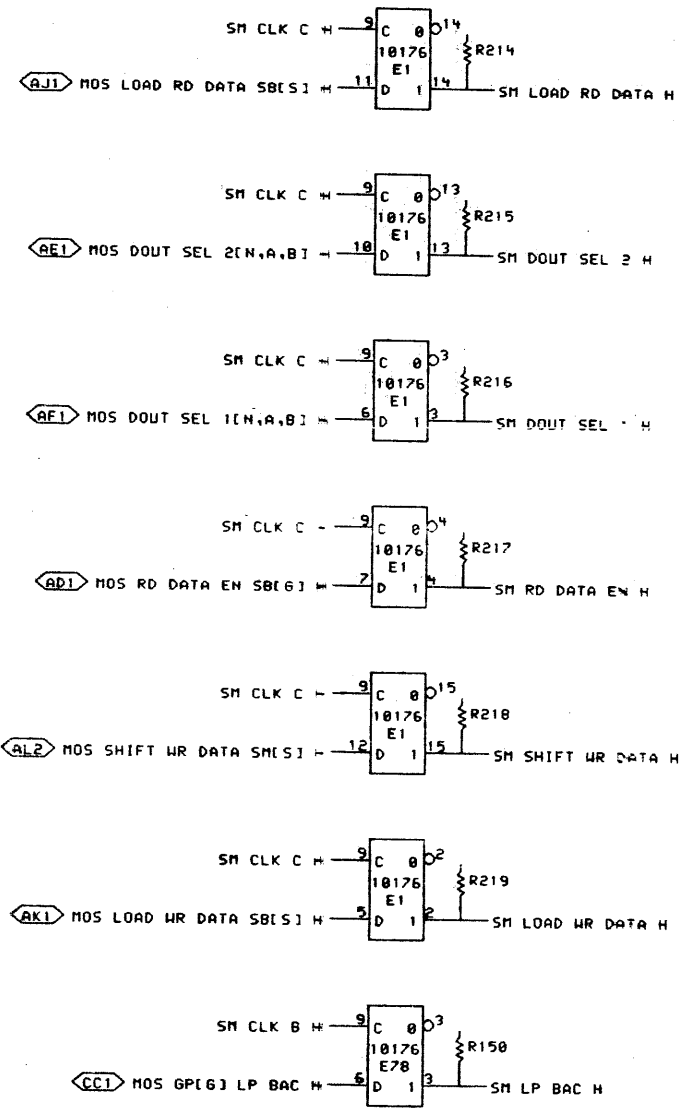 SM CLK C H 9 C 0 14
10176 R214
E1
AJ1 MOS LOAD RD DATA SB[S] H 11 D 1 14 SM LOAD RD DATA H
SM CLK C H 9 C 0 13
10176 R215
E1
AE1 MOS DOUT SEL 2[N,A,B] H 10 D 1 13 SM DOUT SEL 2 H
SM CLK C H 9 C 0 3
10176 R216
E1
AF1 MOS DOUT SEL 1[N,A,B] H 6 D 1 3 SM DOUT SEL H
SM CLK C 9 C 0 4
10176 R217
E1
AD1 MOS RD DATA EN SB[G] H 7 D 1 4 SM RD DATA EN H
SM CLK C 9 C 0 15
10176 R218
E1
AL2 MOS SHIFT WR DATA SM[S] 12 D 1 15 SM SHIFT WR DATA H
SM CLK C H 9 C 0 2
10176 R219
E1
AK1 MOS LOAD WR DATA SB[S] H 5 D 1 2 SM LOAD WR DATA H
SM CLK B H 9 C 0 3
10176 R150
E78
CC1 MOS GP[G] LP BAC H 6 D 1 3 SM LP BAC H